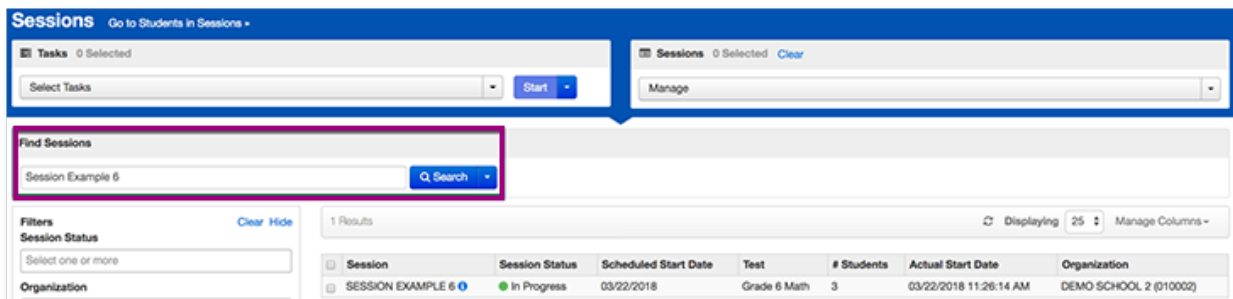 Sessions Go to Students in Sessions
Tasks 0 Selected
Sessions 0 Selected Clear
Select Tasks
Start
Manage
Find Sessions
Session Example 6
Search
Filters Clear Hide
1 Results
Displaying 25 Manage Columns
Session Status
Select one or more
Session Session Status Scheduled Start Date Test # Students Actual Start Date Organization
Organization
SESSION EXAMPLE 6 In Progress 03/22/2018 Grade 6 Math 3 03/22/2018 11:26:14 AM DEMO SCHOOL 2 (010002)